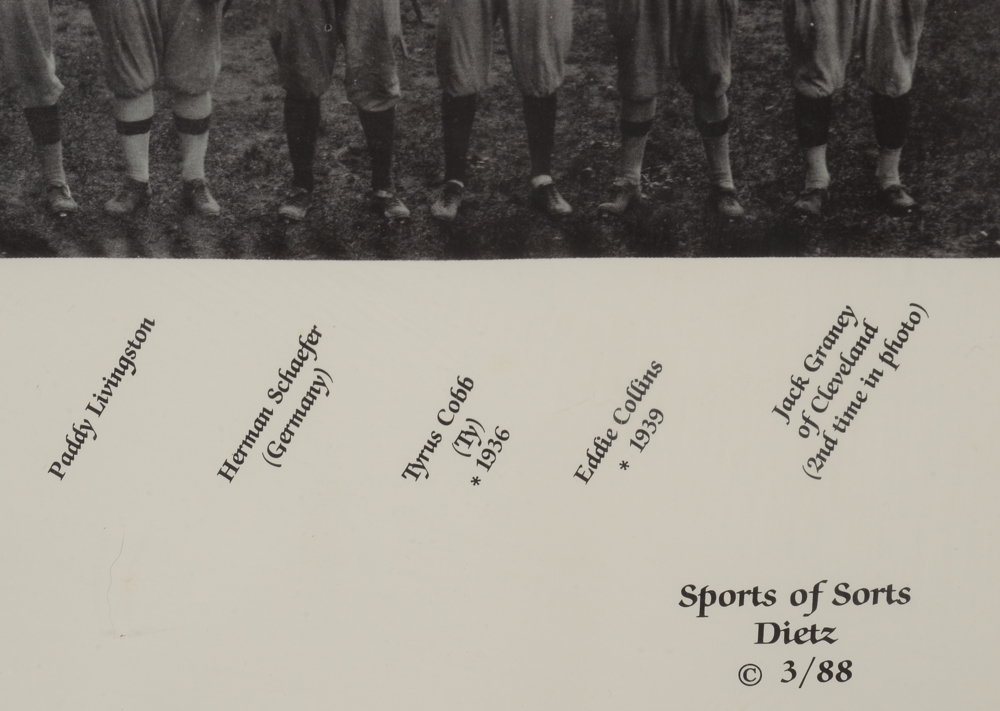 Paddy Livingston
Herman Schaefer
(Germany)
Tyrus Cobb
(Ty)
* 1936
Eddie Collins
* 1939
Jack Graney
of Cleveland
(2nd time in photo)
Sports of Sorts
Dietz
© 3/88